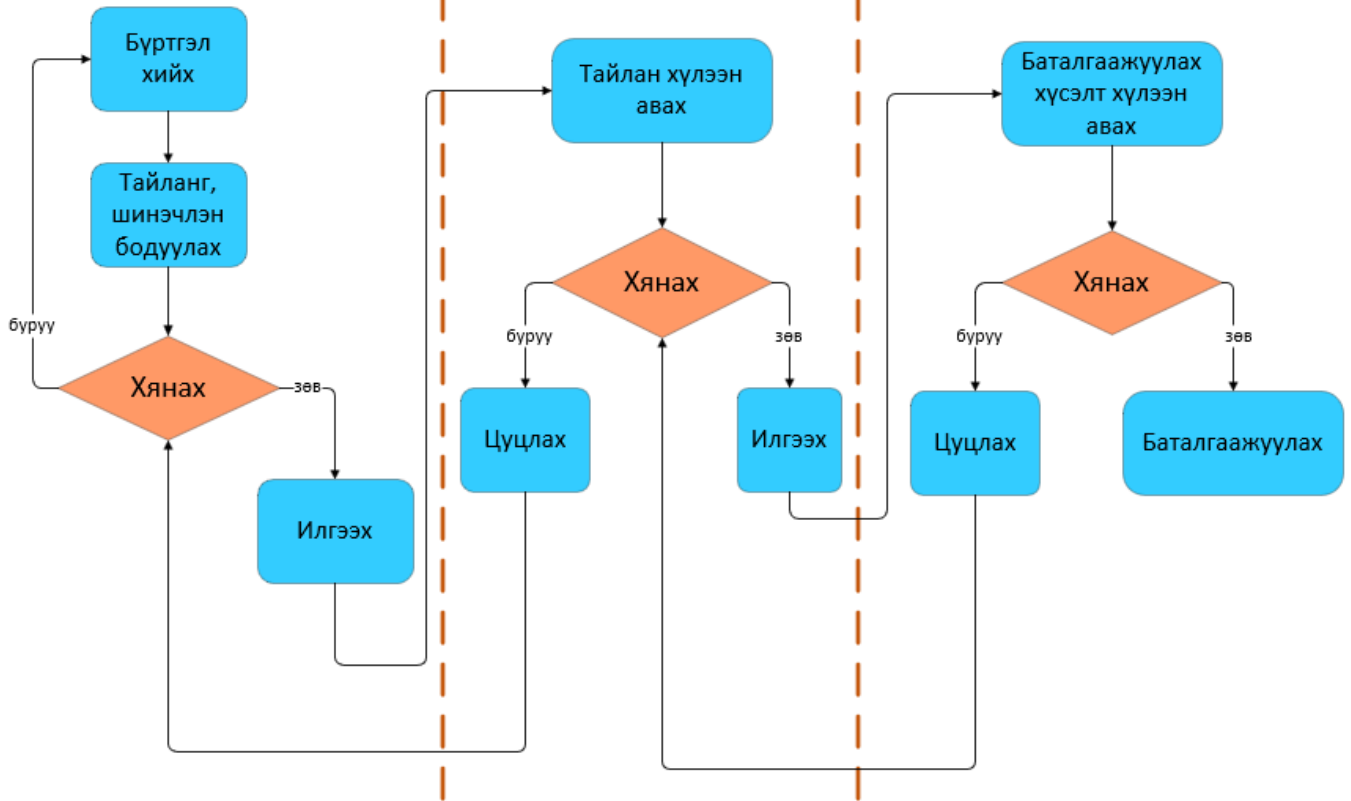 Бүртгэл
хийх
Тайланг,
шинэчлэн
бодуулах
буруу
Хянах
зөв
Илгээх
Тайлан хүлээн
авах
Хянах
буруу
зөв
Цуцлах
Илгээх
Баталгаажуулах
хүсэлт хүлээн
авах
Хянах
буруу
зөв
Цуцлах
Баталгаажуулах